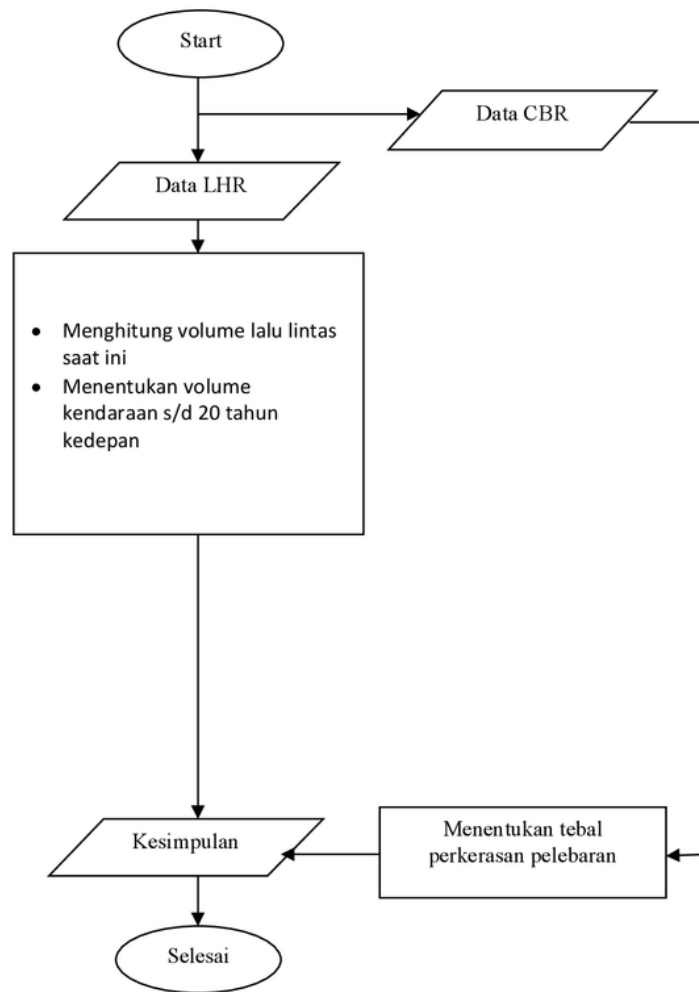 Start
Data CBR
Data LHR
• Menghitung volume lalu lintas
saat ini
• Menentukan volume
kendaraan s/d 20 tahun
kedepan
Kesimpulan
Menentukan tebal
perkerasan pelebaran
Selesai